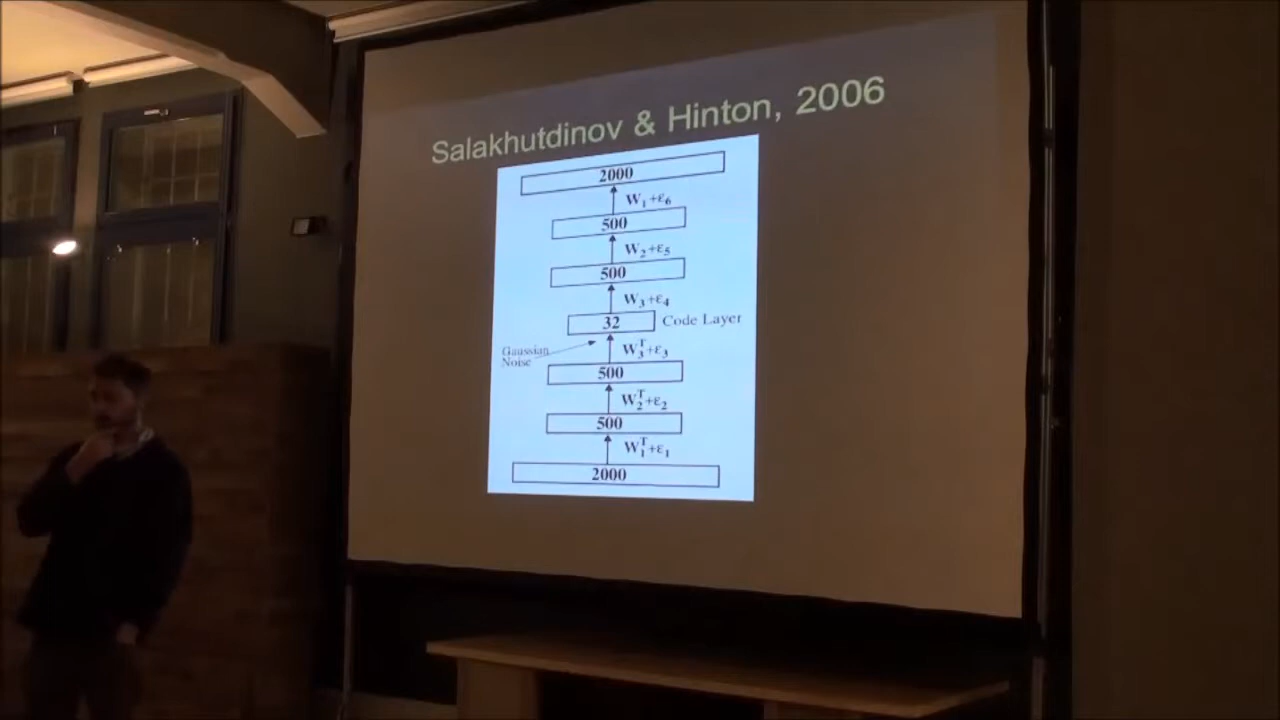 Salakhutdinov & Hinton, 2006
2000
W₁+ε₆
500
W₂+ε₅
500
W₃+ε₄
32 Code Layer
Gaussian
Noise
W₃ᵀ+ε₃
500
W₂ᵀ+ε₂
500
W₁ᵀ+ε₁
2000